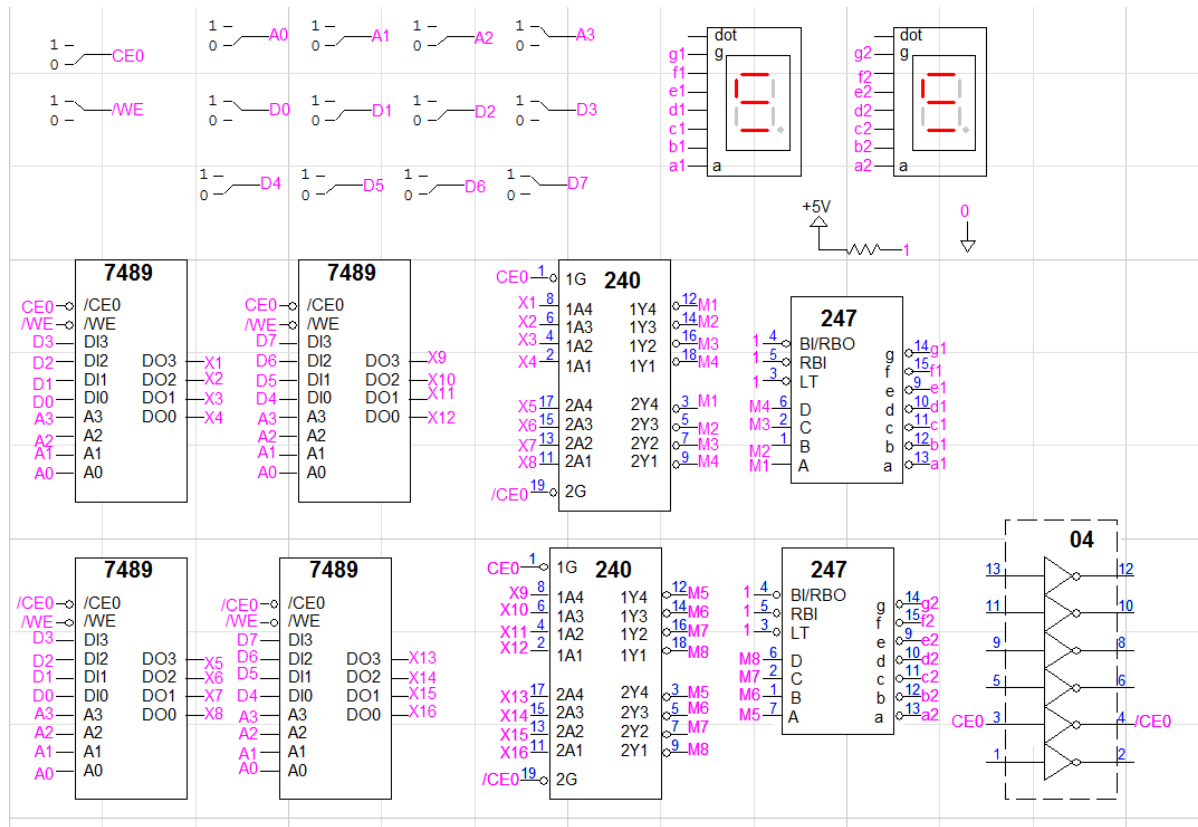 1 0 CE0
1 0 A0
1 0 A1
1 0 A2
1 0 A3
1 0 /WE
1 0 D0
1 0 D1
1 0 D2
1 0 D3
1 0 D4
1 0 D5
1 0 D6
1 0 D7
dot
g1 g
f1
e1
d1
c1
b1
a1 a
dot
g2 g
f2
e2
d2
c2
b2
a2 a
+5V
1
0
7489
CE0 /CE0
/WE /WE
D3 DI3
D2 DI2 DO3 X1
D1 DI1 DO2 X2
D0 DI0 DO1 X3
A3 A3 DO0 X4
A2 A2
A1 A1
A0 A0
7489
CE0 /CE0
/WE /WE
D7 DI3
D6 DI2 DO3 X9
D5 DI1 DO2 X10
D4 DI0 DO1 X11
A3 A3 DO0 X12
A2 A2
A1 A1
A0 A0
240
CE0 1 1G
X1 8 1A4 1Y4 12 M1
X2 6 1A3 1Y3 14 M2
X3 4 1A2 1Y2 16 M3
X4 2 1A1 1Y1 18 M4
X5 17 2A4 2Y4 3 M1
X6 15 2A3 2Y3 5 M2
X7 13 2A2 2Y2 7 M3
X8 11 2A1 2Y1 9 M4
/CE0 19 2G
247
1 4 BI/RBO g 14 g1
1 5 RBI f 15 f1
1 3 LT e 9 e1
M4 6 D d 10 d1
M3 2 C c 11 c1
M2 1 B b 12 b1
M1 7 A a 13 a1
7489
/CE0 /CE0
/WE /WE
D3 DI3
D2 DI2 DO3 X5
D1 DI1 DO2 X6
D0 DI0 DO1 X7
A3 A3 DO0 X8
A2 A2
A1 A1
A0 A0
7489
/CE0 /CE0
/WE /WE
D7 DI3
D6 DI2 DO3 X13
D5 DI1 DO2 X14
D4 DI0 DO1 X15
A3 A3 DO0 X16
A2 A2
A1 A1
A0 A0
240
CE0 1 1G
X9 8 1A4 1Y4 12 M5
X10 6 1A3 1Y3 14 M6
X11 4 1A2 1Y2 16 M7
X12 2 1A1 1Y1 18 M8
X13 17 2A4 2Y4 3 M5
X14 15 2A3 2Y3 5 M6
X15 13 2A2 2Y2 7 M7
X16 11 2A1 2Y1 9 M8
/CE0 19 2G
247
1 4 BI/RBO g 14 g2
1 5 RBI f 15 f2
1 3 LT e 9 e2
M8 6 D d 10 d2
M7 2 C c 11 c2
M6 1 B b 12 b2
M5 7 A a 13 a2
04
13 12
11 10
9 8
5 6
CE0 3 4 /CE0
1 2